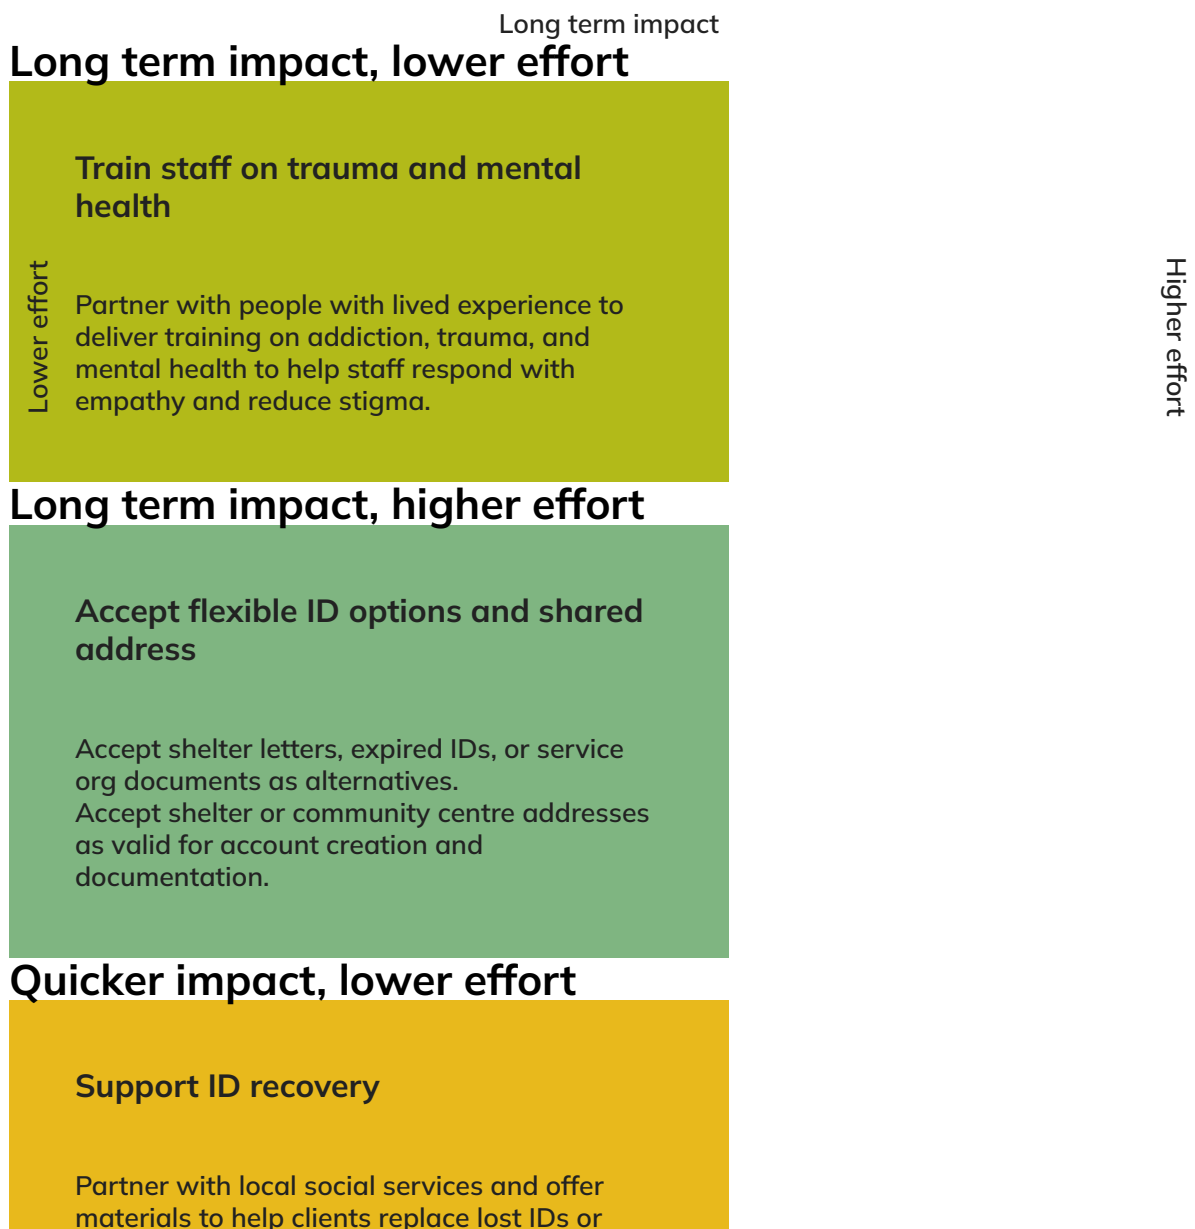 Long term impact
Long term impact, lower effort
Train staff on trauma and mental
health
Lower effort
Partner with people with lived experience to
deliver training on addiction, trauma, and
mental health to help staff respond with
empathy and reduce stigma.
Higher effort
Long term impact, higher effort
Accept flexible ID options and shared
address
Accept shelter letters, expired IDs, or service
org documents as alternatives.
Accept shelter or community centre addresses
as valid for account creation and
documentation.
Quicker impact, lower effort
Support ID recovery
Partner with local social services and offer
materials to help clients replace lost IDs or